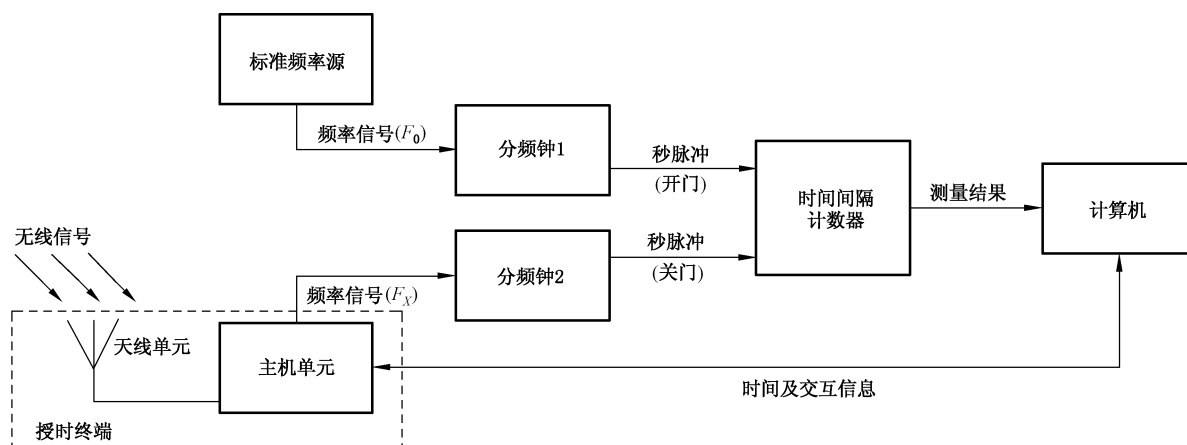 标准频率源
频率信号(F0)
分频钟1
秒脉冲
(开门)
时间间隔
计数器
测量结果
计算机
无线信号
频率信号(FX)
分频钟2
秒脉冲
(关门)
天线单元
主机单元
时间及交互信息
授时终端